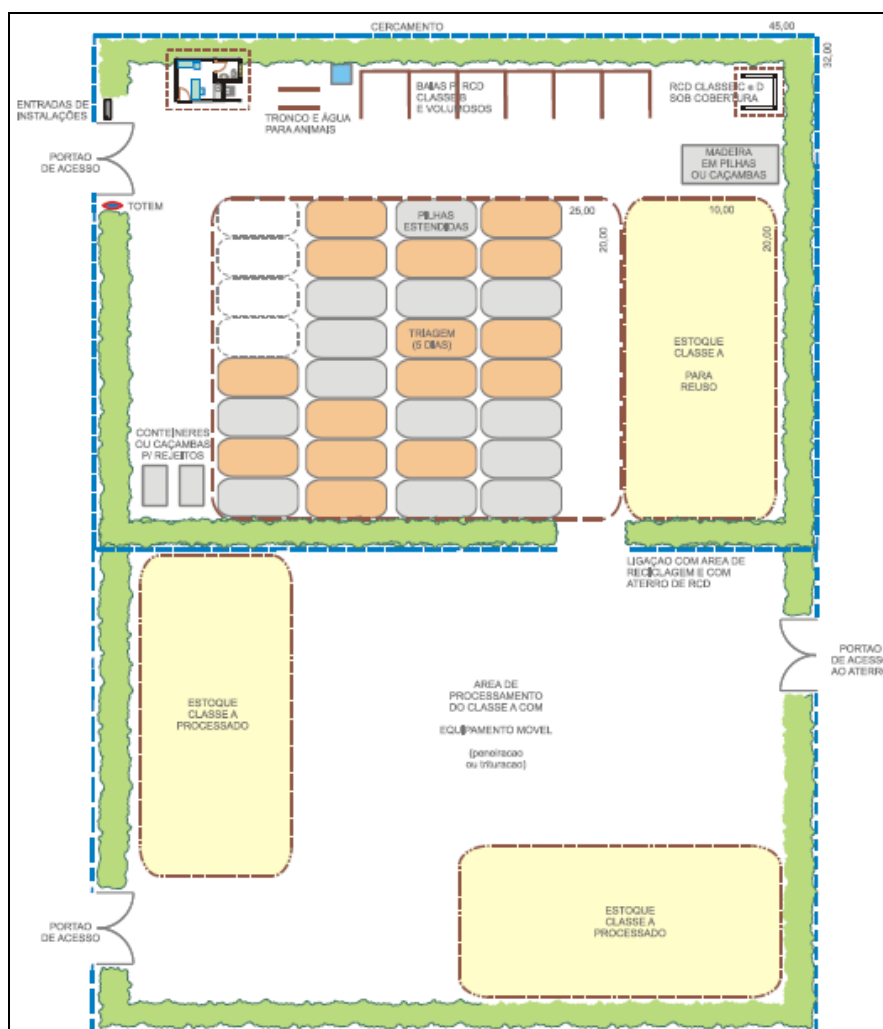 CERCAMENTO
45,00
32,00
ENTRADAS DE
INSTALAÇÕES
TRONCO E ÁGUA
PARA ANIMAIS
BAIAS P/ RCD
CLASSE B
E VOLUMOSOS
RCD CLASSE C e D
SOB COBERTURA
PORTAO
DE ACESSO
MADEIRA
EM PILHAS
OU CAÇAMBAS
TOTEM
PILHAS
ESTENDIDAS
25,00
20,00
10,00
20,00
TRIAGEM
(5 DIAS)
ESTOQUE
CLASSE A
PARA
REUSO
CONTEINERES
OU CAÇAMBAS
P/ REJEITOS
LIGAÇAO COM AREA DE
RECICLAGEM E COM
ATERRO DE RCD
PORTAO
DE ACESSO
AO ATERRO
ESTOQUE
CLASSE A
PROCESSADO
AREA DE
PROCESSAMENTO
DO CLASSE A COM
EQUIPAMENTO MOVEL
(peneiracao
ou trituracao)
ESTOQUE
CLASSE A
PROCESSADO
PORTAO
DE ACESSO